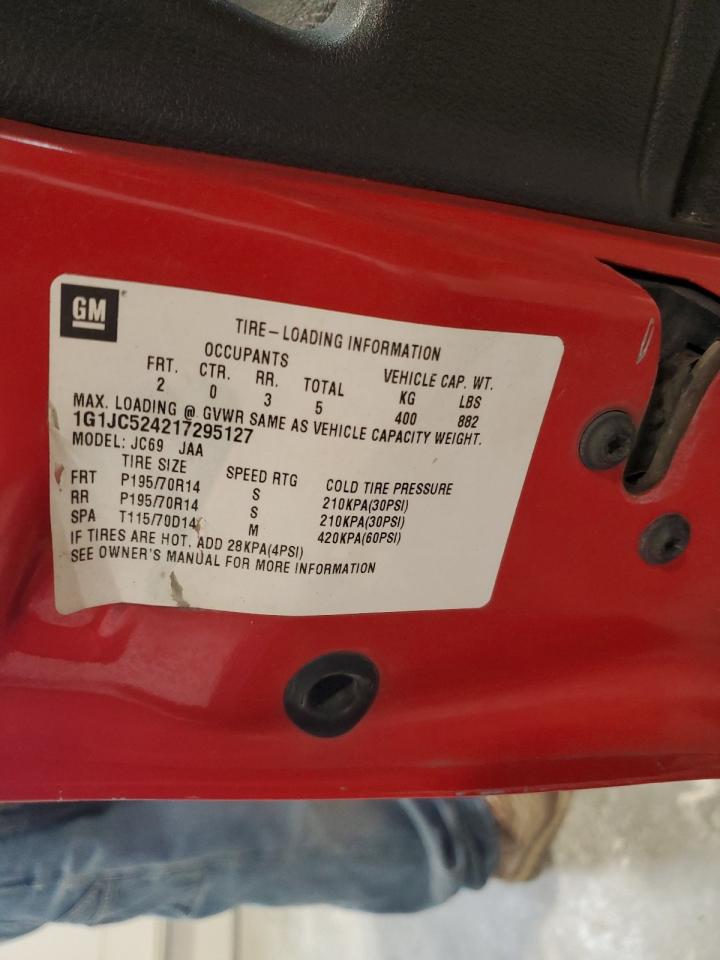 GM
TIRE-LOADING INFORMATION
OCCUPANTS VEHICLE CAP. WT.
FRT. CTR. RR. TOTAL KG LBS
2 0 3 5 400 882
MAX. LOADING @ GVWR SAME AS VEHICLE CAPACITY WEIGHT.
1G1JC524217295127
MODEL: JC69 JAA
TIRE SIZE SPEED RTG COLD TIRE PRESSURE
FRT P195/70R14 S 210KPA(30PSI)
RR P195/70R14 S 210KPA(30PSI)
SPA T115/70D14 M 420KPA(60PSI)
IF TIRES ARE HOT, ADD 28KPA(4PSI)
SEE OWNER'S MANUAL FOR MORE INFORMATION